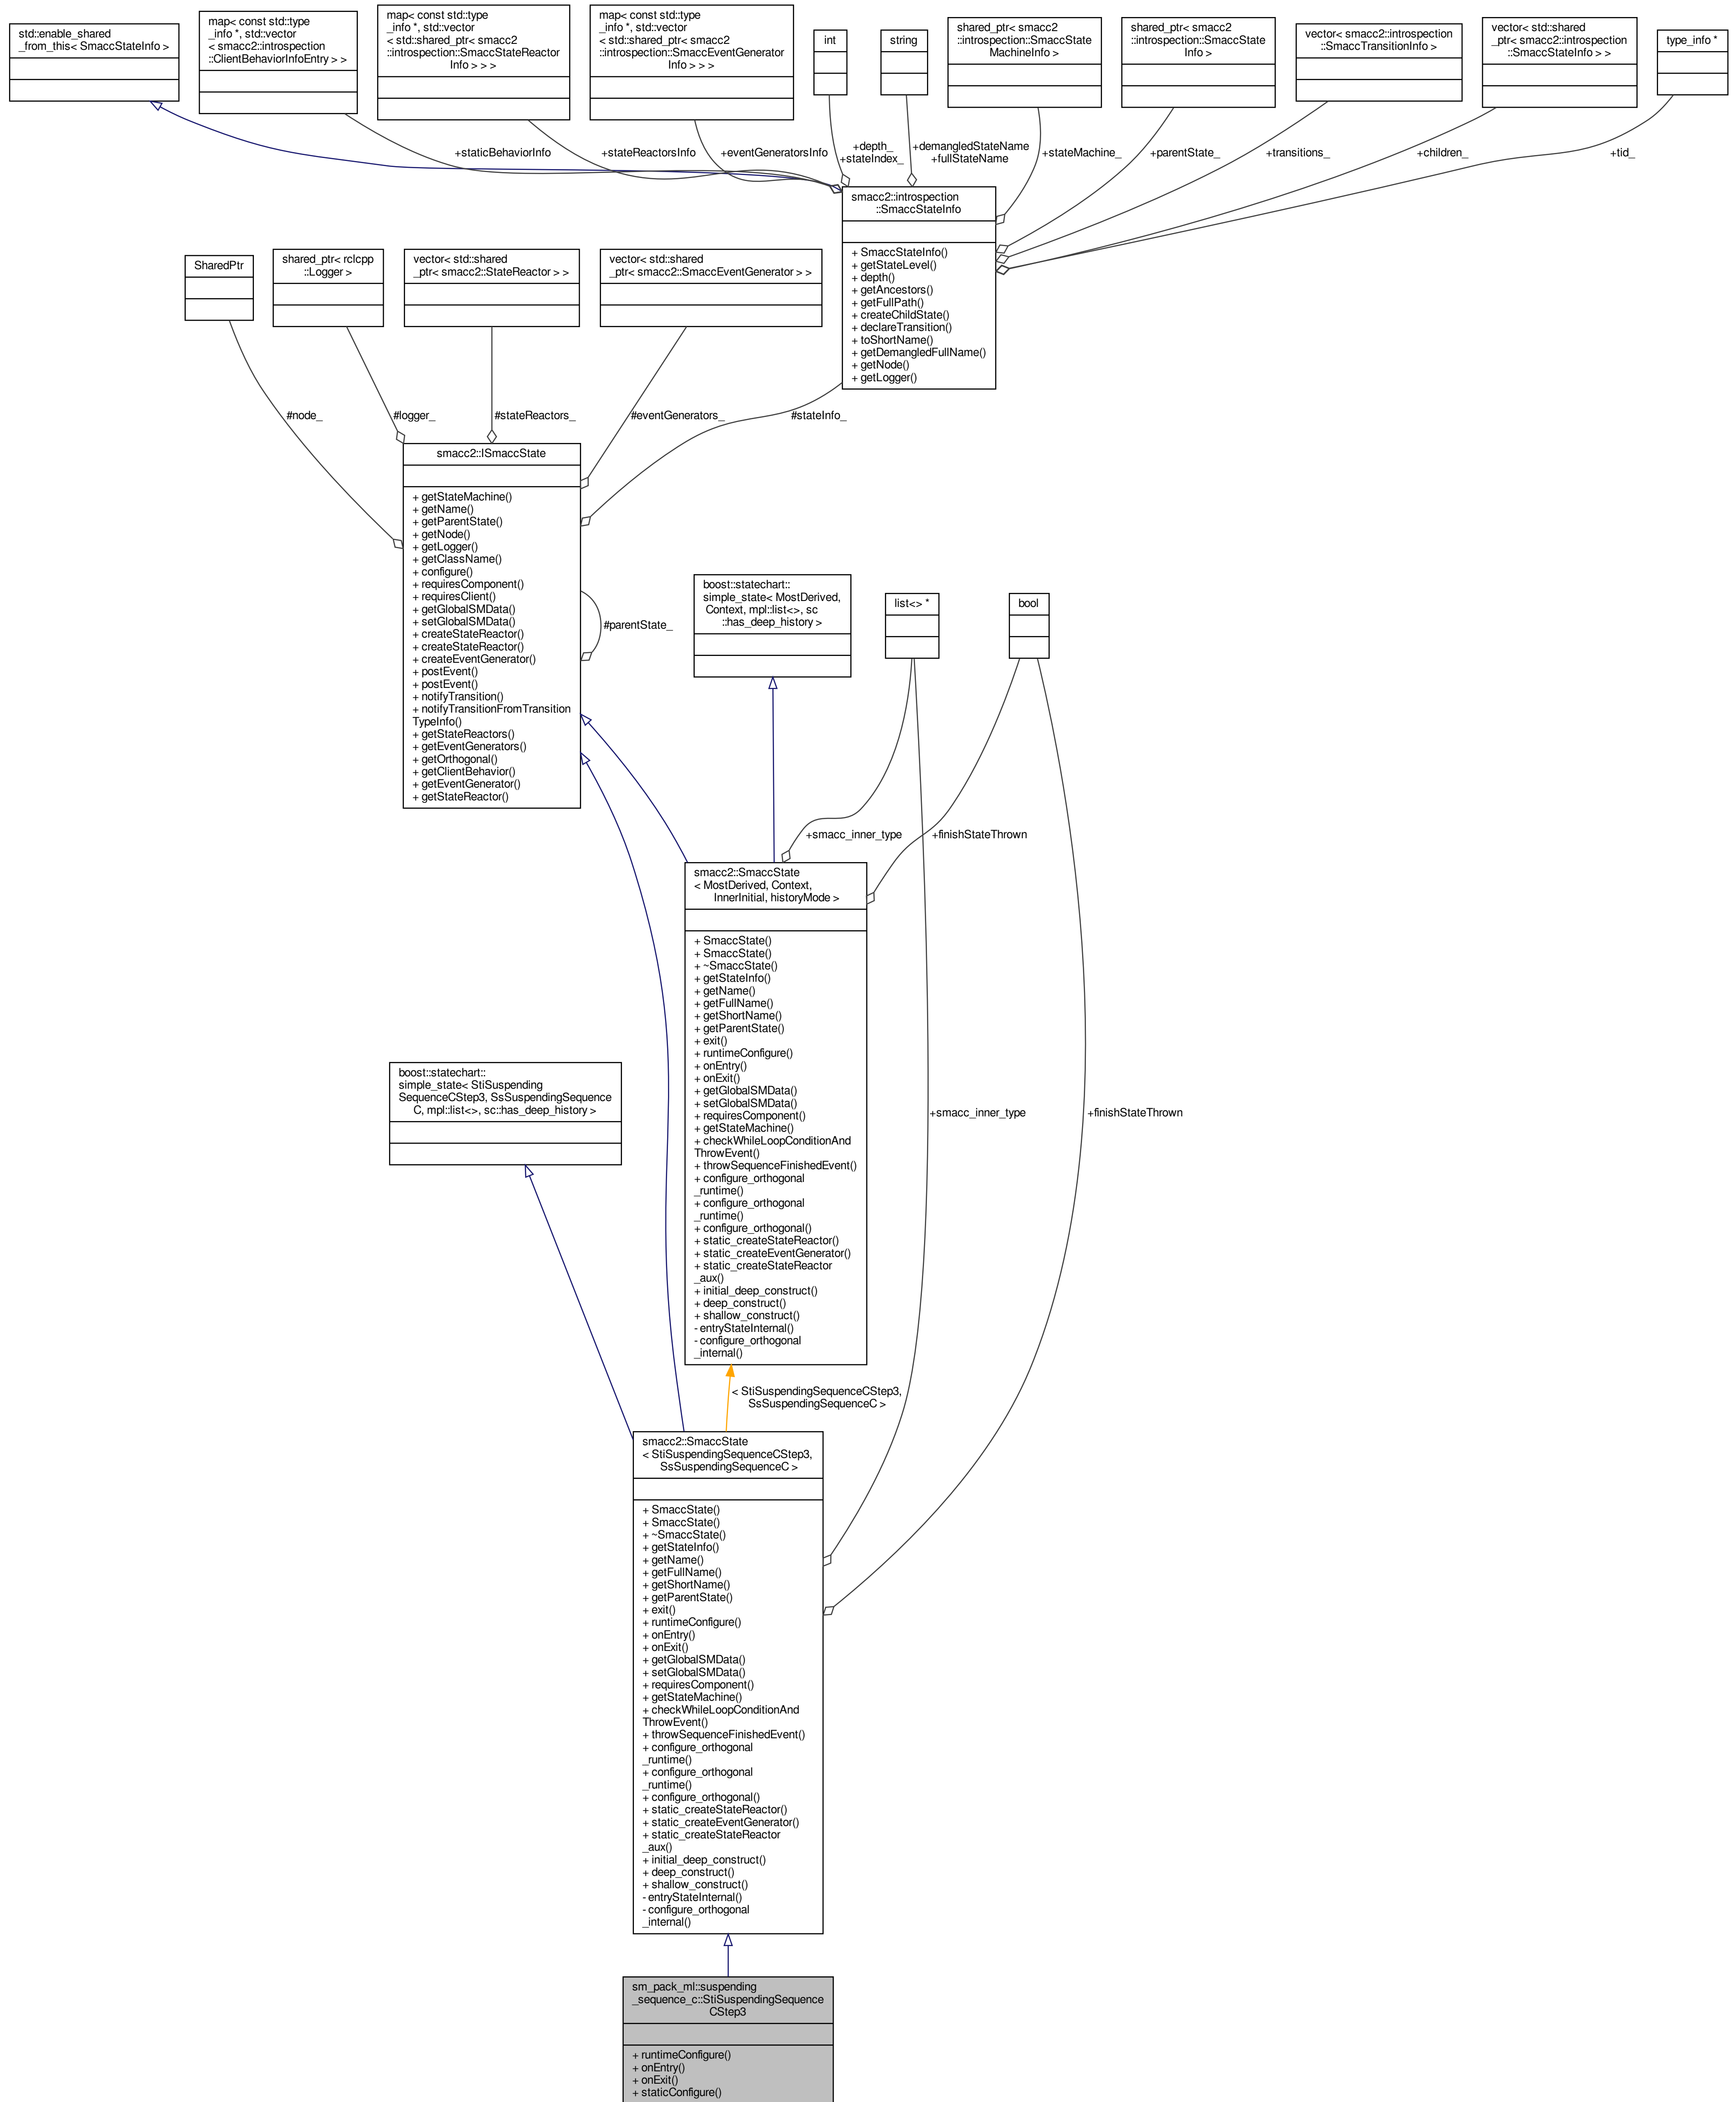 std::enable_shared
_from_this< SmaccStateInfo >
map< const std::type
_info *, std::vector
< smacc2::introspection
::ClientBehaviorInfoEntry > >
map< const std::type
_info *, std::vector
< std::shared_ptr< smacc2
::introspection::SmaccStateReactor
Info > > >
map< const std::type
_info *, std::vector
< std::shared_ptr< smacc2
::introspection::SmaccEventGenerator
Info > > >
int
string
shared_ptr< smacc2
::introspection::SmaccState
MachineInfo >
shared_ptr< smacc2
::introspection::SmaccState
Info >
vector< smacc2::introspection
::SmaccTransitionInfo >
vector< std::shared
_ptr< smacc2::introspection
::SmaccStateInfo > >
type_info *
+staticBehaviorInfo
+stateReactorsInfo
+eventGeneratorsInfo
+depth_
+stateIndex_
+demangledStateName
+fullStateName
+stateMachine_
+parentState_
+transitions_
+children_
+tid_
smacc2::introspection
::SmaccStateInfo
+ SmaccStateInfo()
+ getStateLevel()
+ depth()
+ getAncestors()
+ getFullPath()
+ createChildState()
+ declareTransition()
+ toShortName()
+ getDemangledFullName()
+ getNode()
+ getLogger()
SharedPtr
shared_ptr< rclcpp
::Logger >
vector< std::shared
_ptr< smacc2::StateReactor > >
vector< std::shared
_ptr< smacc2::SmaccEventGenerator > >
#node_
#logger_
#stateReactors_
#eventGenerators_
#stateInfo_
smacc2::ISmaccState
+ getStateMachine()
+ getName()
+ getParentState()
+ getNode()
+ getLogger()
+ getClassName()
+ configure()
+ requiresComponent()
+ requiresClient()
+ getGlobalSMData()
+ setGlobalSMData()
+ createStateReactor()
+ createStateReactor()
+ createEventGenerator()
+ postEvent()
+ postEvent()
+ notifyTransition()
+ notifyTransitionFromTransition
TypeInfo()
+ getStateReactors()
+ getEventGenerators()
+ getOrthogonal()
+ getClientBehavior()
+ getEventGenerator()
+ getStateReactor()
#parentState_
boost::statechart::
simple_state< MostDerived,
Context, mpl::list<>, sc
::has_deep_history >
list<> *
bool
+smacc_inner_type
+finishStateThrown
smacc2::SmaccState
< MostDerived, Context,
InnerInitial, historyMode >
+ SmaccState()
+ SmaccState()
+ ~SmaccState()
+ getStateInfo()
+ getName()
+ getFullName()
+ getShortName()
+ getParentState()
+ exit()
+ runtimeConfigure()
+ onEntry()
+ onExit()
+ getGlobalSMData()
+ setGlobalSMData()
+ requiresComponent()
+ getStateMachine()
+ checkWhileLoopConditionAnd
ThrowEvent()
+ throwSequenceFinishedEvent()
+ configure_orthogonal
_runtime()
+ configure_orthogonal
_runtime()
+ configure_orthogonal()
+ static_createStateReactor()
+ static_createEventGenerator()
+ static_createStateReactor
_aux()
+ initial_deep_construct()
+ deep_construct()
+ shallow_construct()
- entryStateInternal()
- configure_orthogonal
_internal()
boost::statechart::
simple_state< StiSuspending
SequenceCStep3, SsSuspendingSequence
C, mpl::list<>, sc::has_deep_history >
+smacc_inner_type
+finishStateThrown
< StiSuspendingSequenceCStep3,
SsSuspendingSequenceC >
smacc2::SmaccState
< StiSuspendingSequenceCStep3,
SsSuspendingSequenceC >
+ SmaccState()
+ SmaccState()
+ ~SmaccState()
+ getStateInfo()
+ getName()
+ getFullName()
+ getShortName()
+ getParentState()
+ exit()
+ runtimeConfigure()
+ onEntry()
+ onExit()
+ getGlobalSMData()
+ setGlobalSMData()
+ requiresComponent()
+ getStateMachine()
+ checkWhileLoopConditionAnd
ThrowEvent()
+ throwSequenceFinishedEvent()
+ configure_orthogonal
_runtime()
+ configure_orthogonal
_runtime()
+ configure_orthogonal()
+ static_createStateReactor()
+ static_createEventGenerator()
+ static_createStateReactor
_aux()
+ initial_deep_construct()
+ deep_construct()
+ shallow_construct()
- entryStateInternal()
- configure_orthogonal
_internal()
sm_pack_ml::suspending
_sequence_c::StiSuspendingSequence
CStep3
+ runtimeConfigure()
+ onEntry()
+ onExit()
+ staticConfigure()